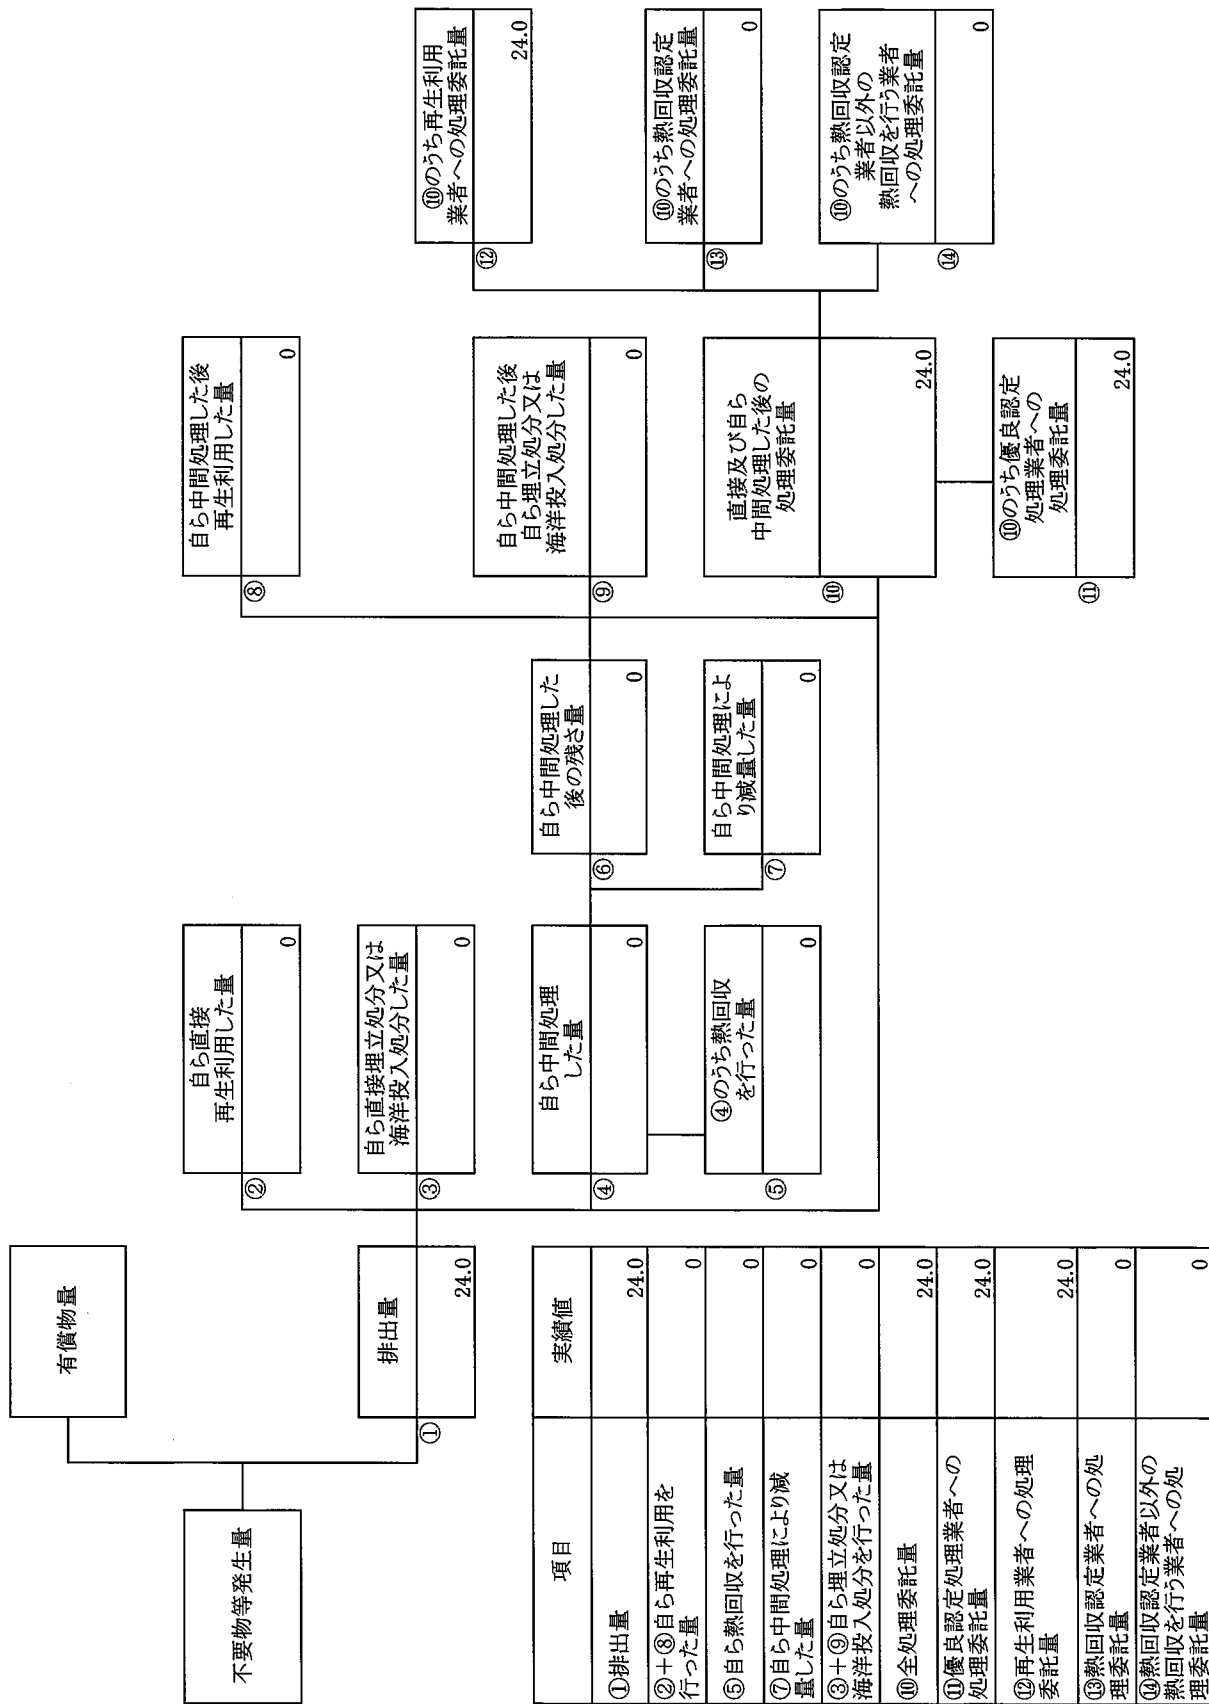 有償物量
不要物等発生量
排出量
①
24.0
自ら直接
再生利用した量
②
0
自ら直接埋立処分又は
海洋投入処分した量
③
0
自ら中間処理
した量
④
0
④のうち熱回収
を行った量
⑤
0
自ら中間処理した
後の残さ量
⑥
0
自ら中間処理によ
り減量した量
⑦
0
自ら中間処理した後
再生利用した量
⑧
0
自ら中間処理した後
自ら埋立処分又は
海洋投入処分した量
⑨
0
直接及び自ら
中間処理した後の
処理委託量
⑩
24.0
⑩のうち優良認定
処理業者への
処理委託量
⑪
24.0
⑩のうち再生利用
業者への処理委託量
⑫
24.0
⑩のうち熱回収認定
業者への処理委託量
⑬
0
⑩のうち熱回収認定
業者以外の
熱回収を行う業者
への処理委託量
⑭
0
項目 実績値
①排出量 24.0
②+⑧自ら再生利用を
行った量 0
⑤自ら熱回収を行った量 0
⑦自ら中間処理により減
量した量 0
③+⑨自ら埋立処分又は
海洋投入処分を行った量 0
⑩全処理委託量 24.0
⑪優良認定処理業者への
処理委託量 24.0
⑫再生利用業者への処理
委託量 24.0
⑬熱回収認定業者への処
理委託量 0
⑭熱回収認定業者以外の
熱回収を行う業者への処
理委託量 0